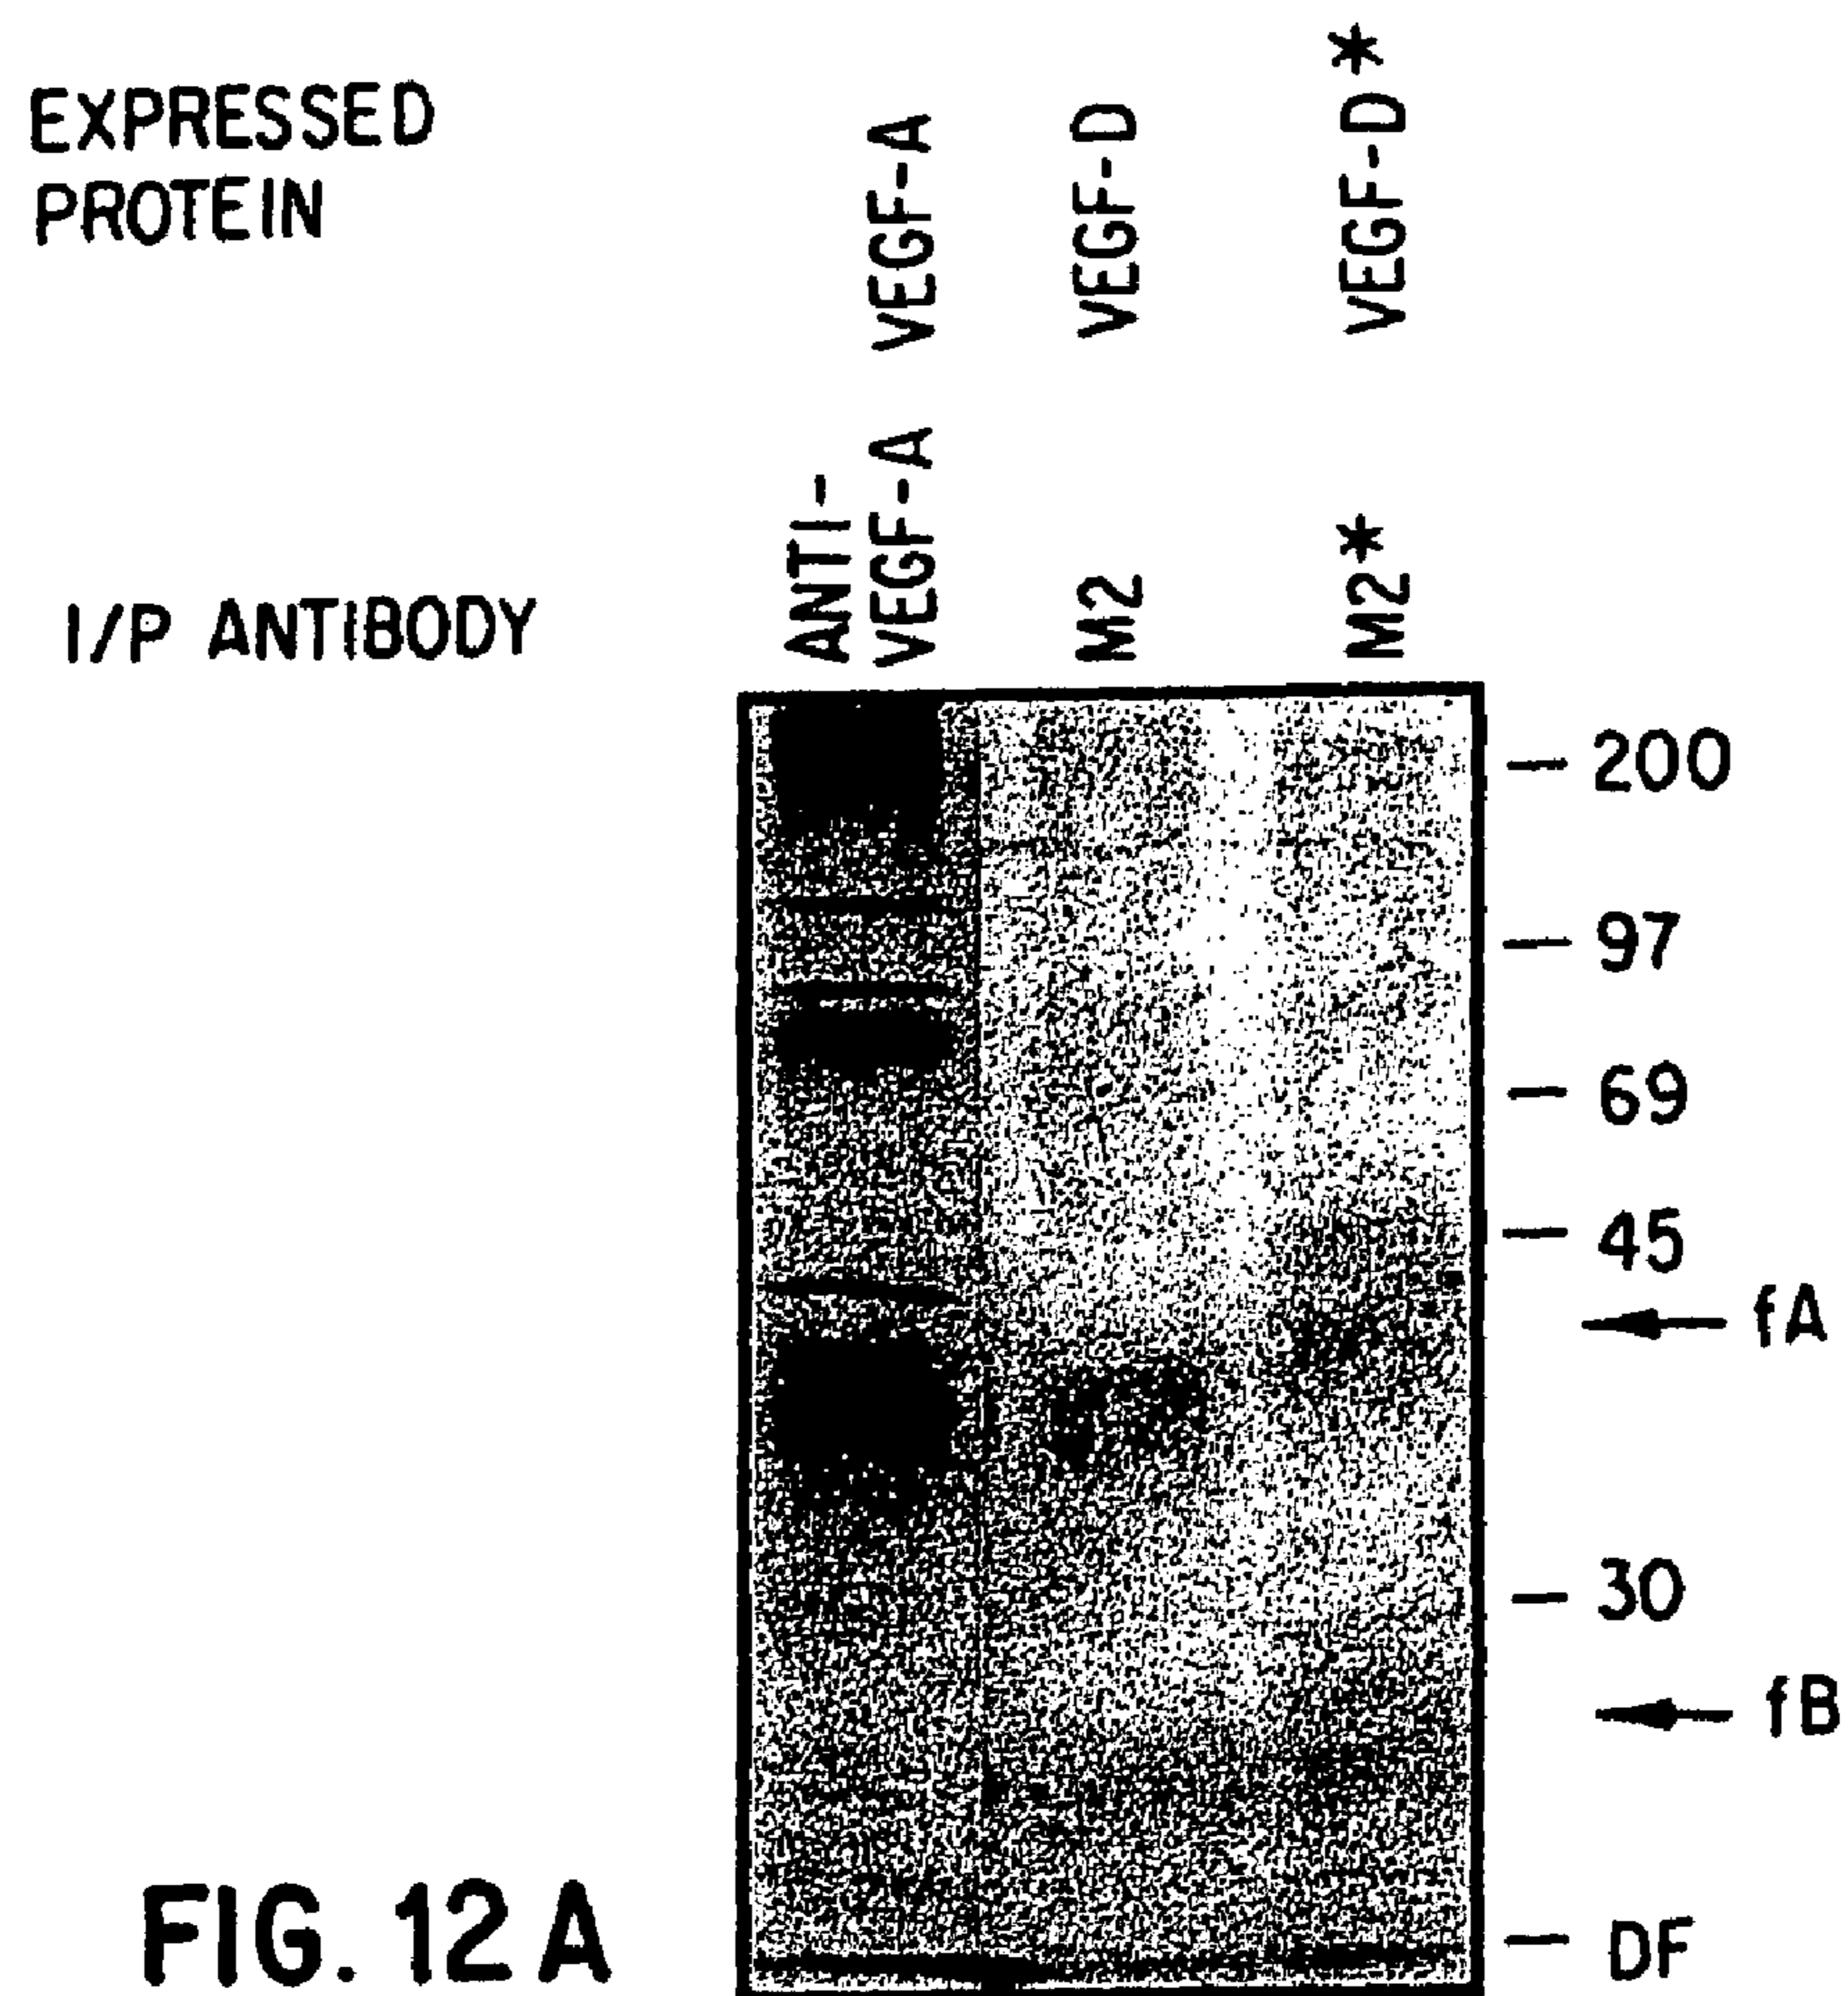 EXPRESSED
PROTEIN
VEGF-A
VEGF-D
VEGF-D*
I/P ANTIBODY
ANTI-
VEGF-A
M2
M2*
200
97
69
45
fA
30
fB
DF
FIG. 12A